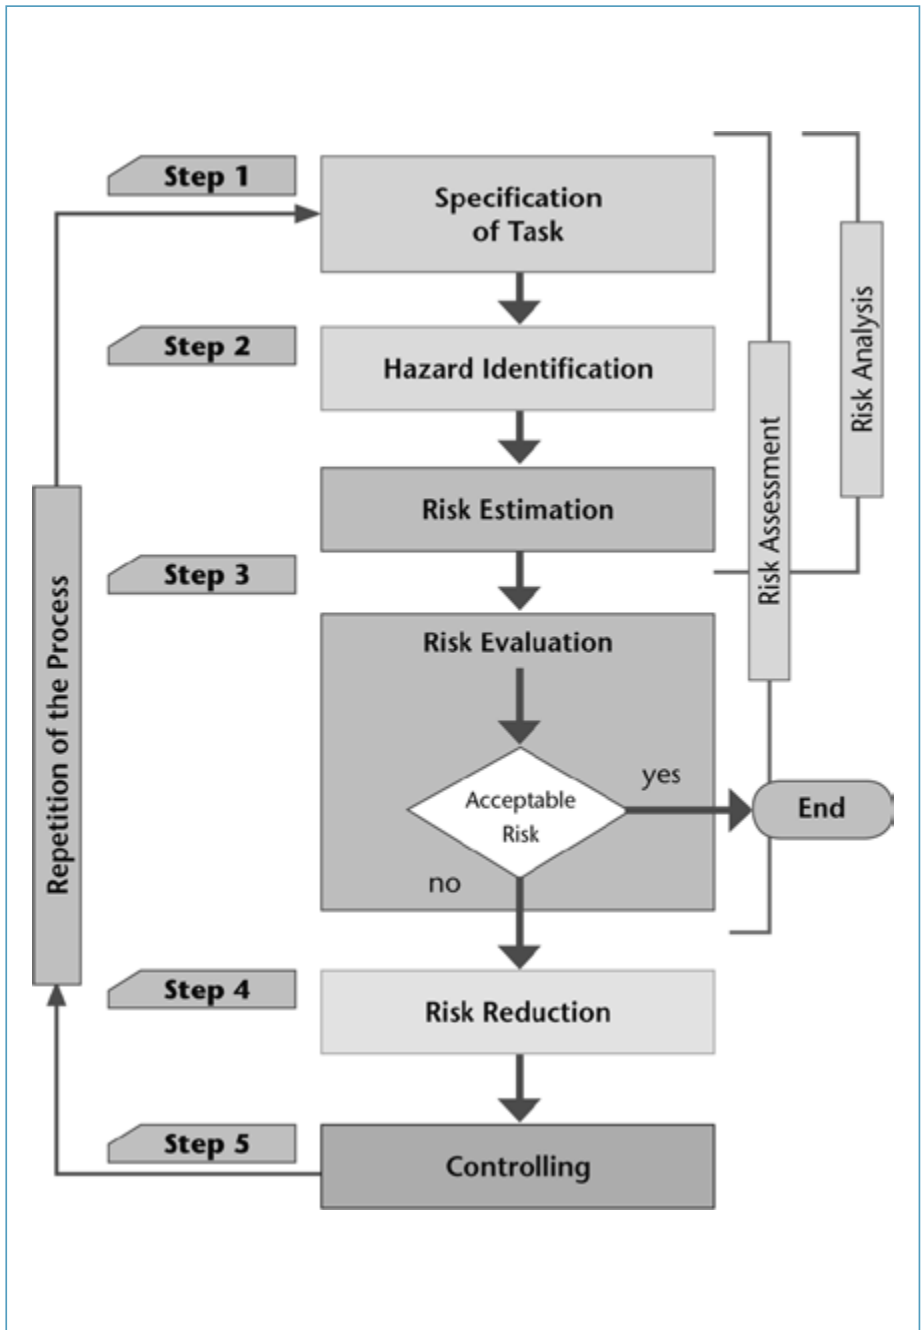 Step 1
Specification
of Task
Step 2
Hazard Identification
Risk Estimation
Step 3
Risk Evaluation
Acceptable
Risk
yes
no
End
Step 4
Risk Reduction
Step 5
Controlling
Repetition of the Process
Risk Assessment
Risk Analysis